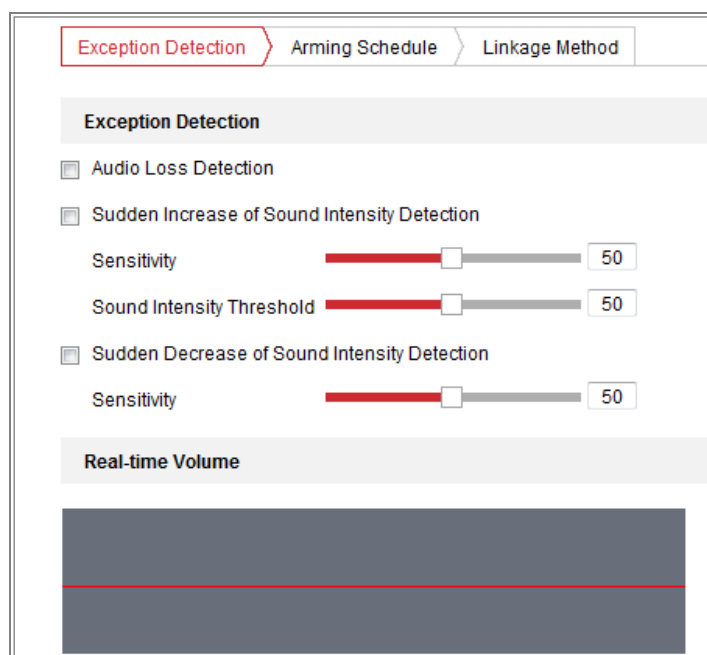 Exception Detection Arming Schedule Linkage Method
Exception Detection
Audio Loss Detection
Sudden Increase of Sound Intensity Detection
Sensitivity 50
Sound Intensity Threshold 50
Sudden Decrease of Sound Intensity Detection
Sensitivity 50
Real-time Volume